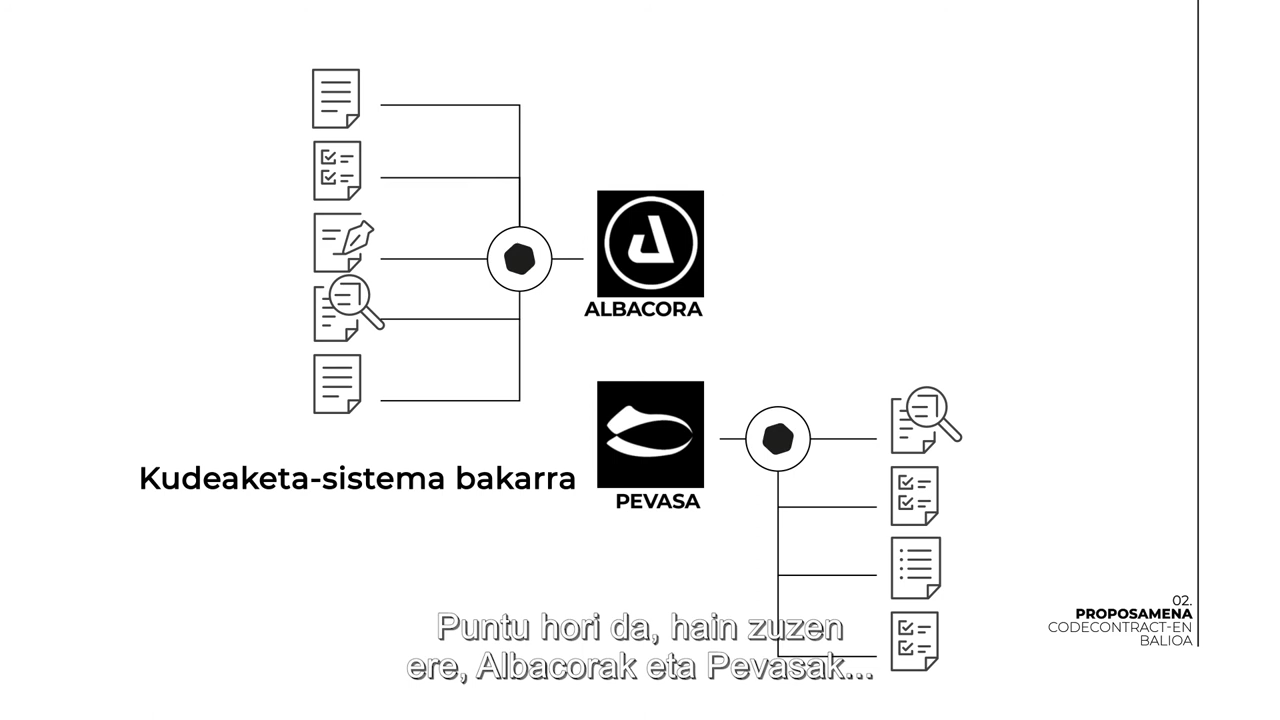 ALBACORA
Kudeaketa-sistema bakarra
PEVASA
02.
PROPOSAMENA
CODECONTRACT-EN
BALIOA
Puntu hori da, hain zuzen
ere, Albacorak eta Pevasak...